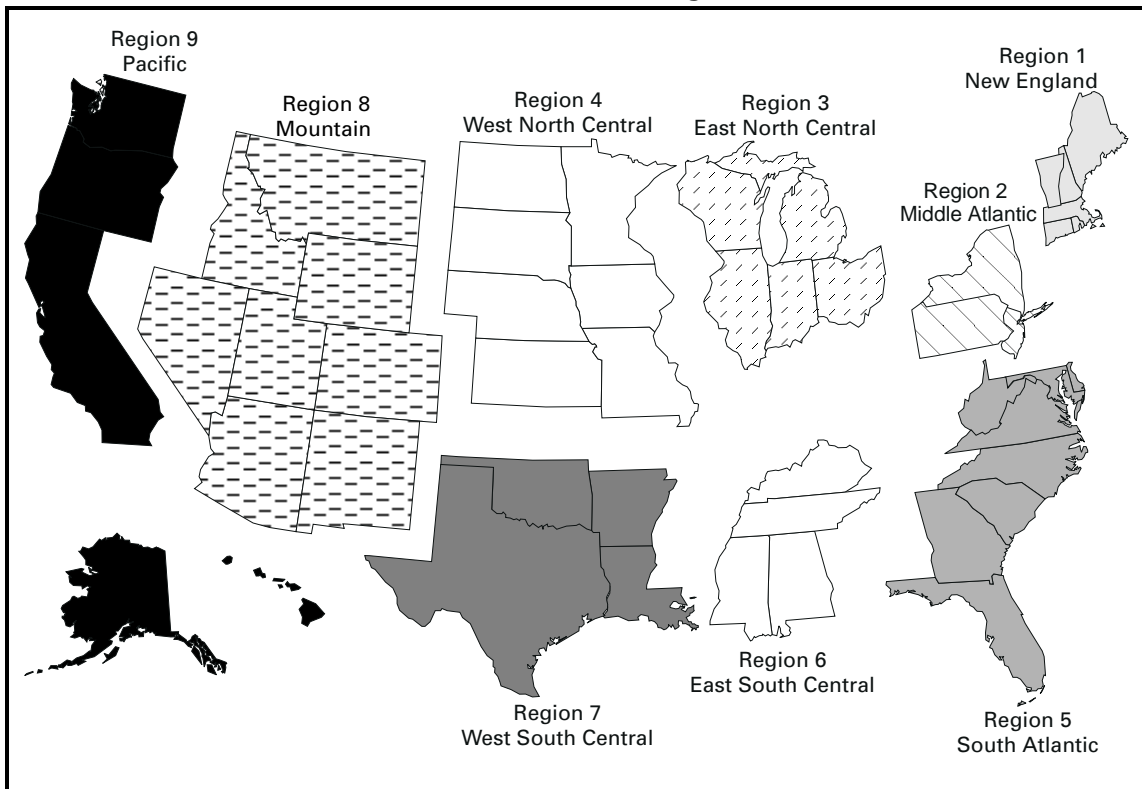 Region 9
Pacific
Region 8
Mountain
Region 4
West North Central
Region 3
East North Central
Region 1
New England
Region 2
Middle Atlantic
Region 7
West South Central
Region 6
East South Central
Region 5
South Atlantic